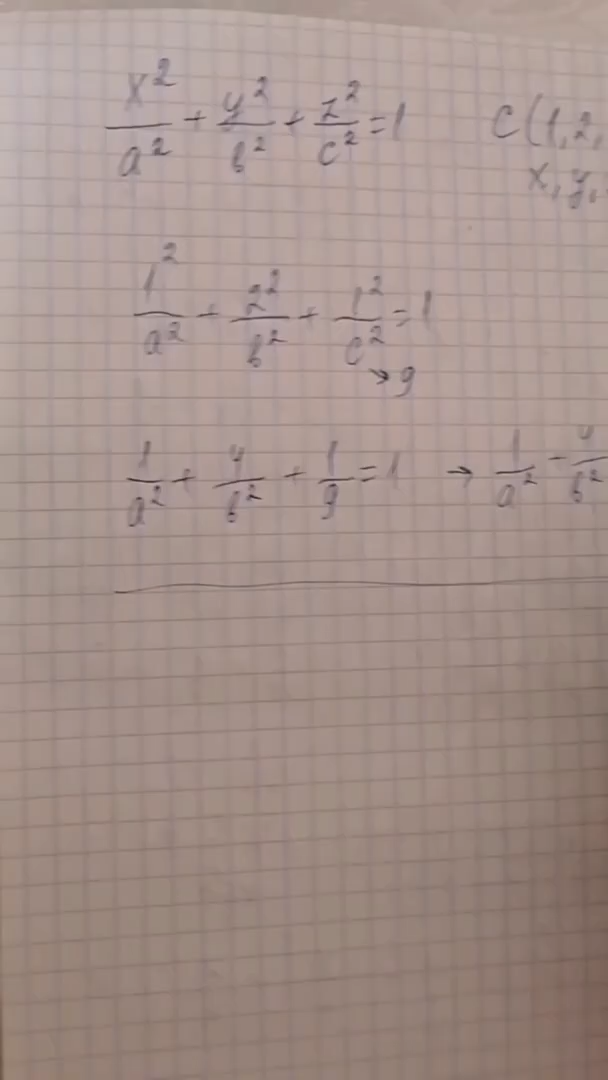 x²/a² + y²/b² + z²/c² = 1 C(1, 2,
x, y,
1²/a² + 2²/b² + 1²/c² = 1
→ 9
1/a² + 4/b² + 1/9 = 1 → 1/a² - 4/b²